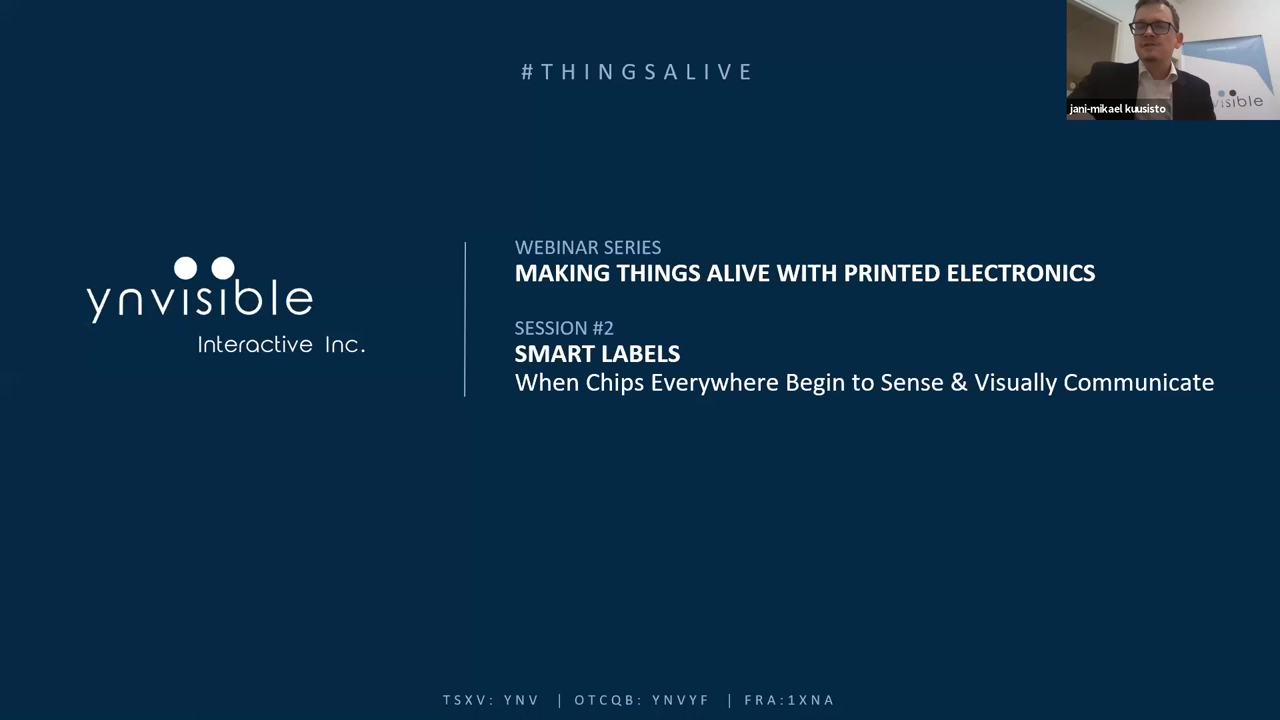 #THINGSALIVE
jani-mikael kuusisto
visible
ynvisible
Interactive Inc.
WEBINAR SERIES
MAKING THINGS ALIVE WITH PRINTED ELECTRONICS
SESSION #2
SMART LABELS
When Chips Everywhere Begin to Sense & Visually Communicate
TSXV: YNV | OTCQB: YNVYF | FRA:1XNA